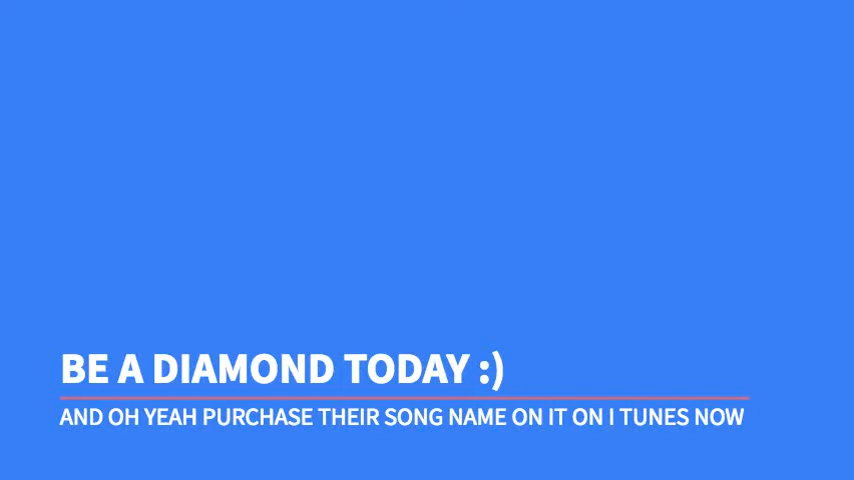 BE A DIAMOND TODAY :)
AND OH YEAH PURCHASE THEIR SONG NAME ON IT ON I TUNES NOW